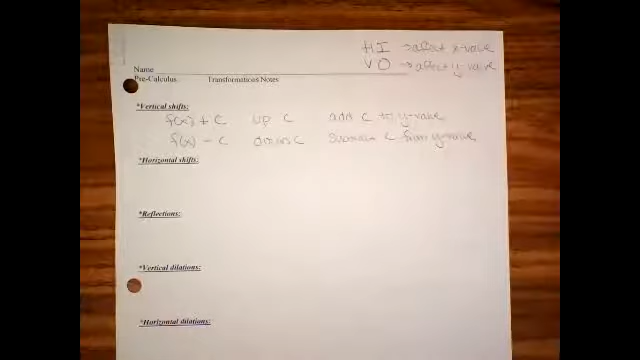 HI → affect x-value
VO → affect y-value
Name
Pre-Calculus Transformation Notes
*Vertical shifts:
f(x) + C up C add C to y-value
f(x) - C down C subtract C from y-value
*Horizontal shifts:
*Reflections:
*Vertical dilations:
*Horizontal dilations: